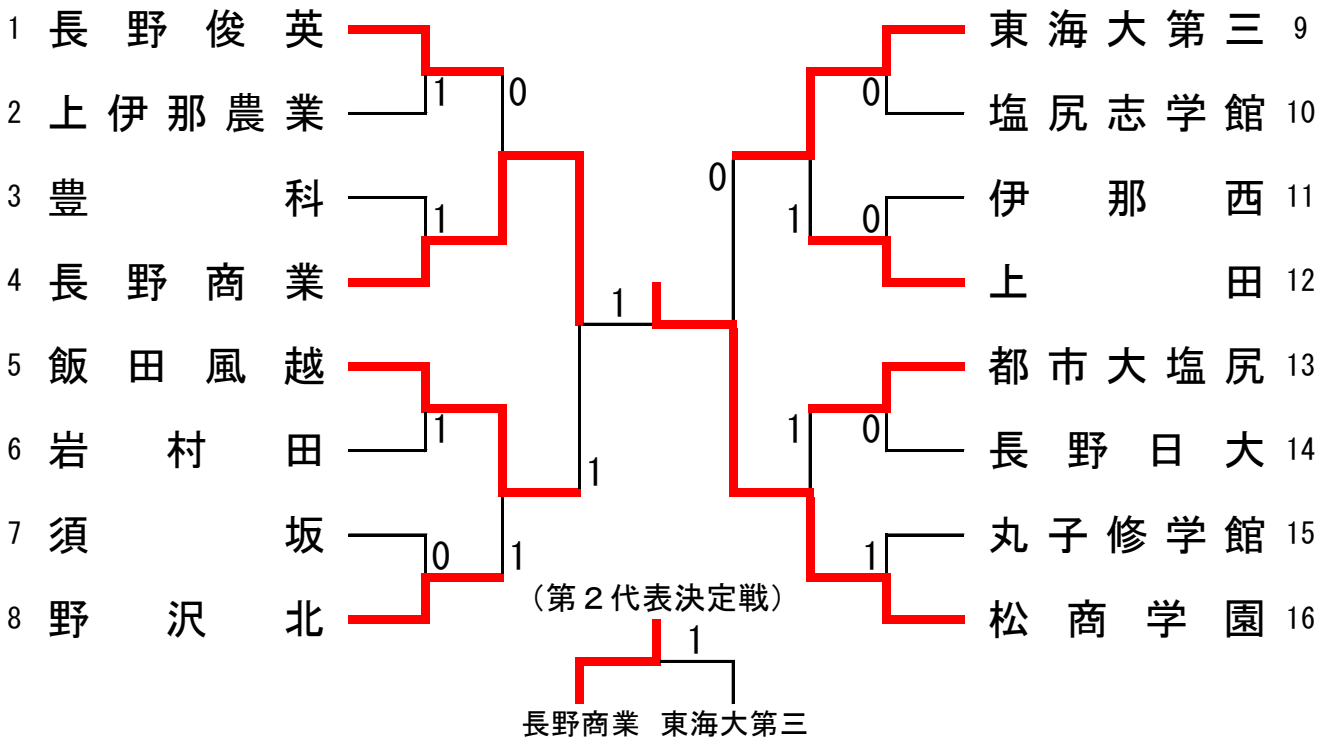 1 長野俊英
2 上伊那農業
3 豊科
4 長野商業
5 飯田風越
6 岩村田
7 須坂
8 野沢北
1
0
1
1
1
1
0
1
東海大第三 9
塩尻志学館 10
伊那西 11
上田 12
都市大塩尻 13
長野日大 14
丸子修学館 15
松商学園 16
0
0
1
0
1
0
1
(第2代表決定戦)
1
長野商業 東海大第三